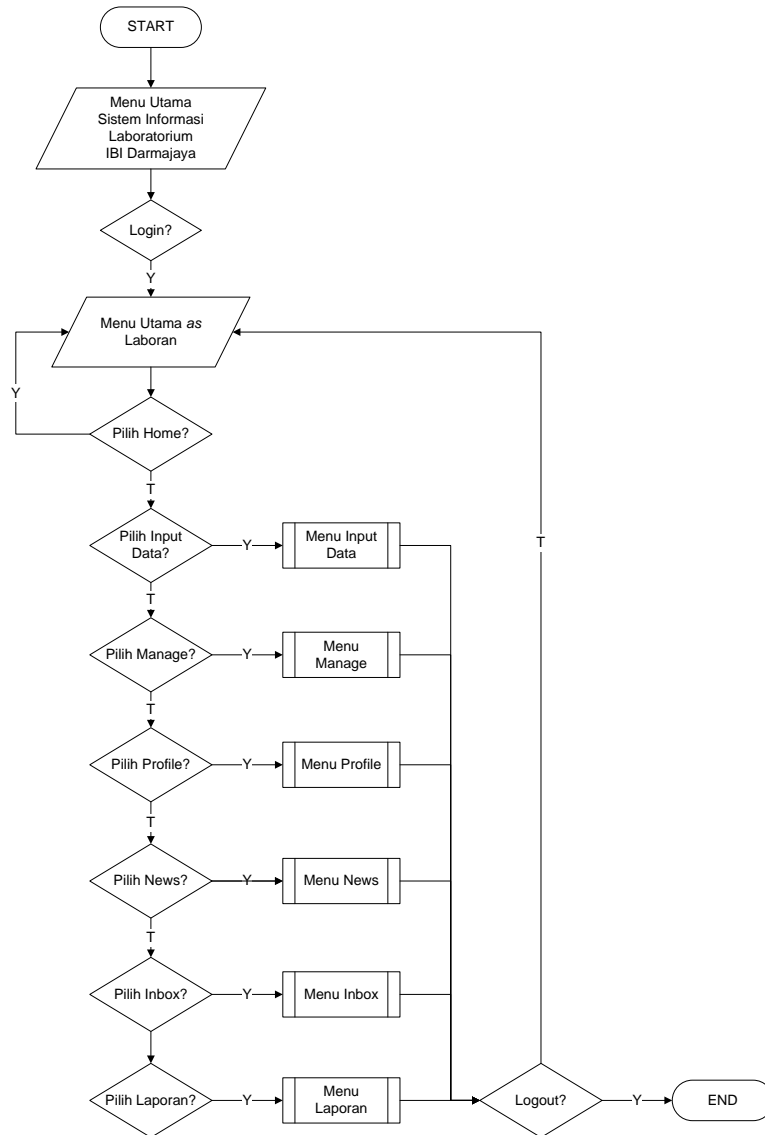 START
Menu Utama
Sistem Informasi
Laboratorium
IBI Darmajaya
Login?
Y
Menu Utama as
Laboran
Y
Pilih Home?
T
Pilih Input
Data?
Y
Menu Input
Data
T
T
Pilih Manage?
Y
Menu
Manage
T
Pilih Profile?
Y
Menu Profile
T
Pilih News?
Y
Menu News
T
Pilih Inbox?
Y
Menu Inbox
Pilih Laporan?
Y
Menu
Laporan
Logout?
Y
END